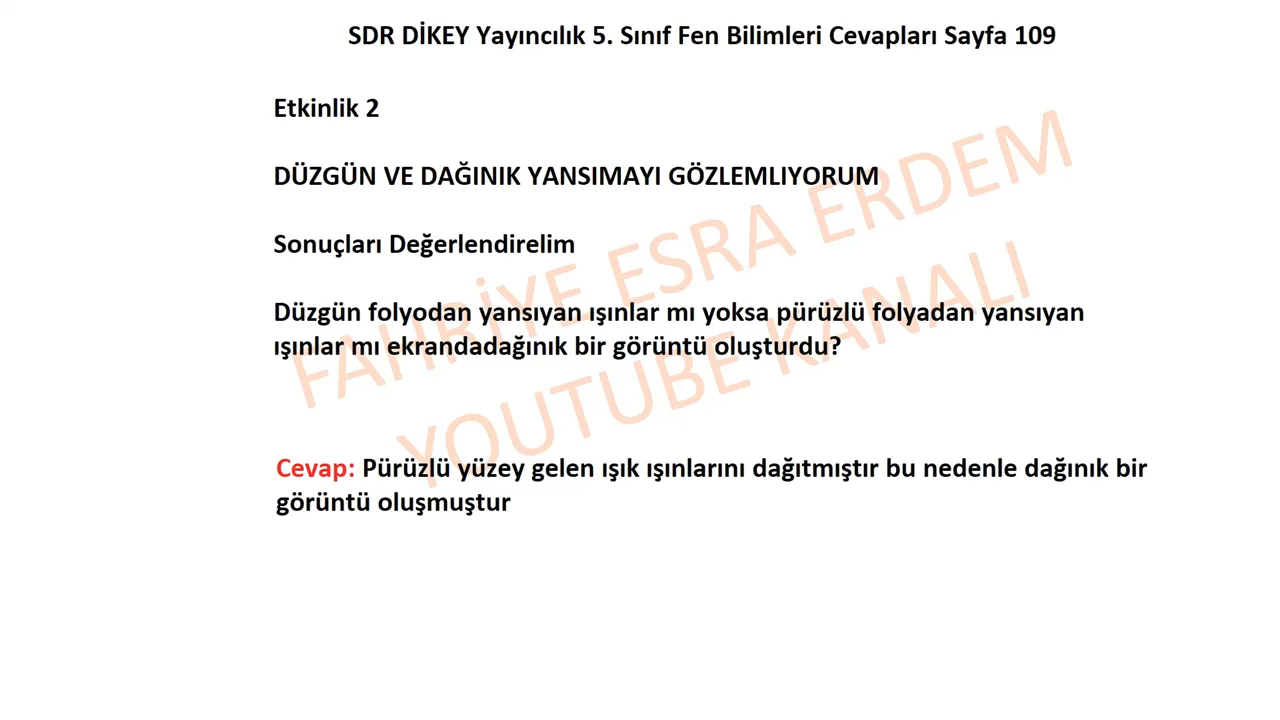 SDR DİKEY Yayıncılık 5. Sınıf Fen Bilimleri Cevapları Sayfa 109
Etkinlik 2
DÜZGÜN VE DAĞINIK YANSIMAYI GÖZLEMLIYORUM
Sonuçları Değerlendirelim
Düzgün folyodan yansıyan ışınlar mı yoksa pürüzlü folyadan yansıyan
ışınlar mı ekrandadağınık bir görüntü oluşturdu?
FAHRİYE ESRA ERDEM
YOUTUBE KANALI
Cevap: Pürüzlü yüzey gelen ışık ışınlarını dağıtmıştır bu nedenle dağınık bir
görüntü oluşmuştur